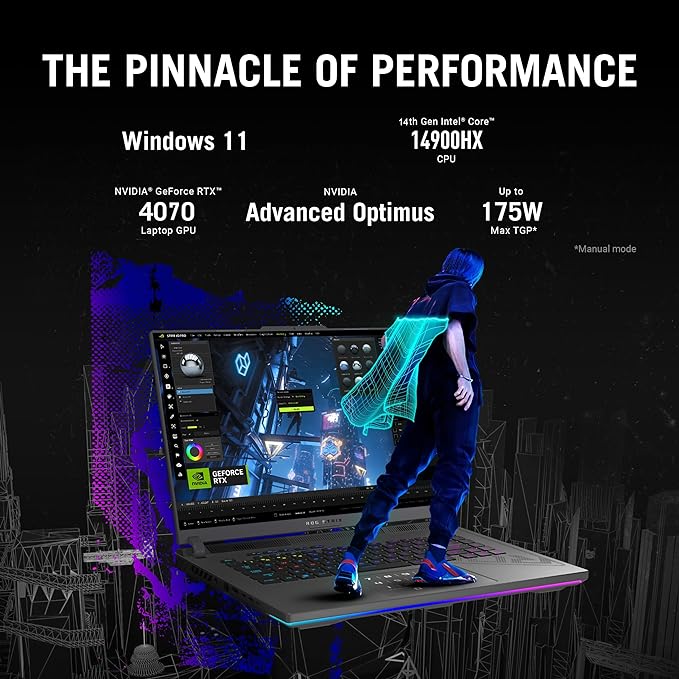 THE PINNACLE OF PERFORMANCE
Windows 11
14th Gen Intel® Core™
14900HX
CPU
NVIDIA® GeForce RTX™
4070
Laptop GPU
NVIDIA
Advanced Optimus
Up to
175W
Max TGP*
*Manual mode
NVIDIA
GEFORCE
RTX